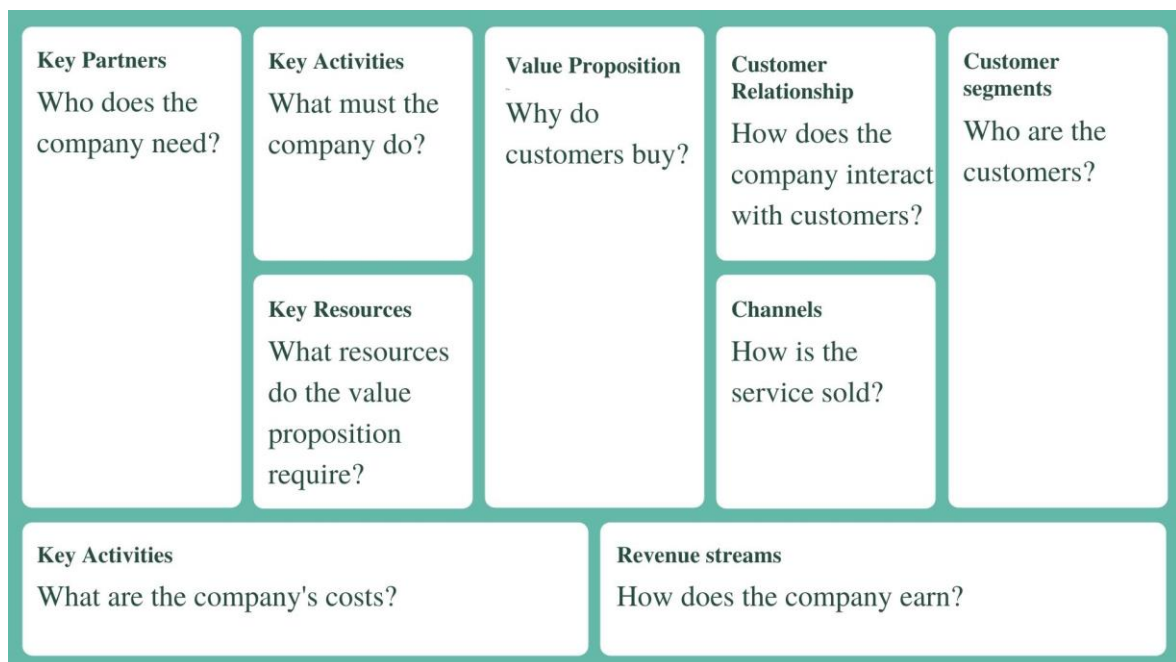 Key Partners
Who does the
company need?
Key Activities
What must the
company do?
Key Resources
What resources
do the value
proposition
require?
Value Proposition
Why do
customers buy?
Customer
Relationship
How does the
company interact
with customers?
Channels
How is the
service sold?
Customer
segments
Who are the
customers?
Key Activities
What are the company's costs?
Revenue streams
How does the company earn?